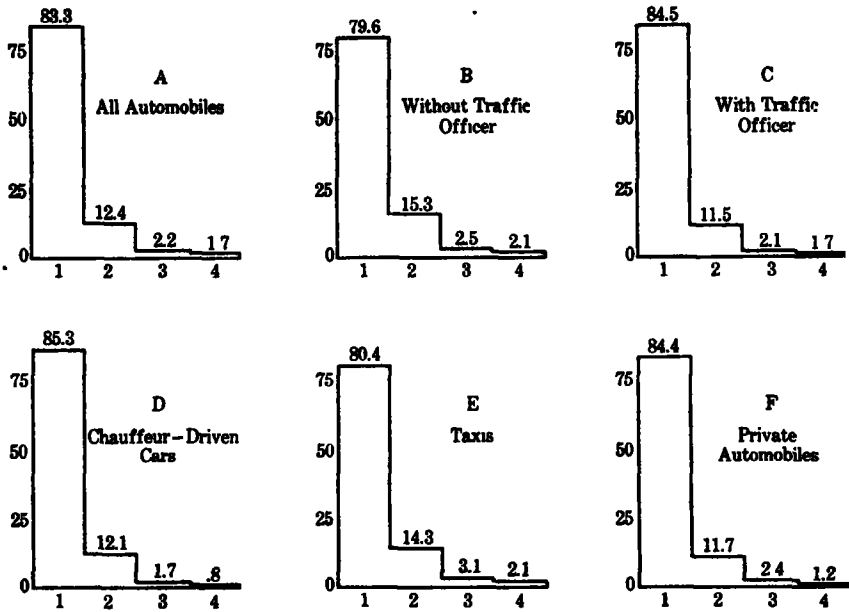 83.3
75
A
All Automobiles
50
25
12.4
2.2
1 7
0
1 2 3 4
79.6
75
B
Without Traffic
Officer
50
25
15.3
2.5
2.1
0
1 2 3 4
84.5
75
C
With Traffic
Officer
50
25
11.5
2.1
1 7
0
1 2 3 4
85.3
75
D
Chauffeur-Driven
Cars
50
25
12.1
1.7
.8
0
1 2 3 4
80.4
75
E
Taxis
50
25
14.3
3.1
2.1
0
1 2 3 4
84.4
75
F
Private
Automobiles
50
25
11.7
2 4
1.2
0
1 2 3 4